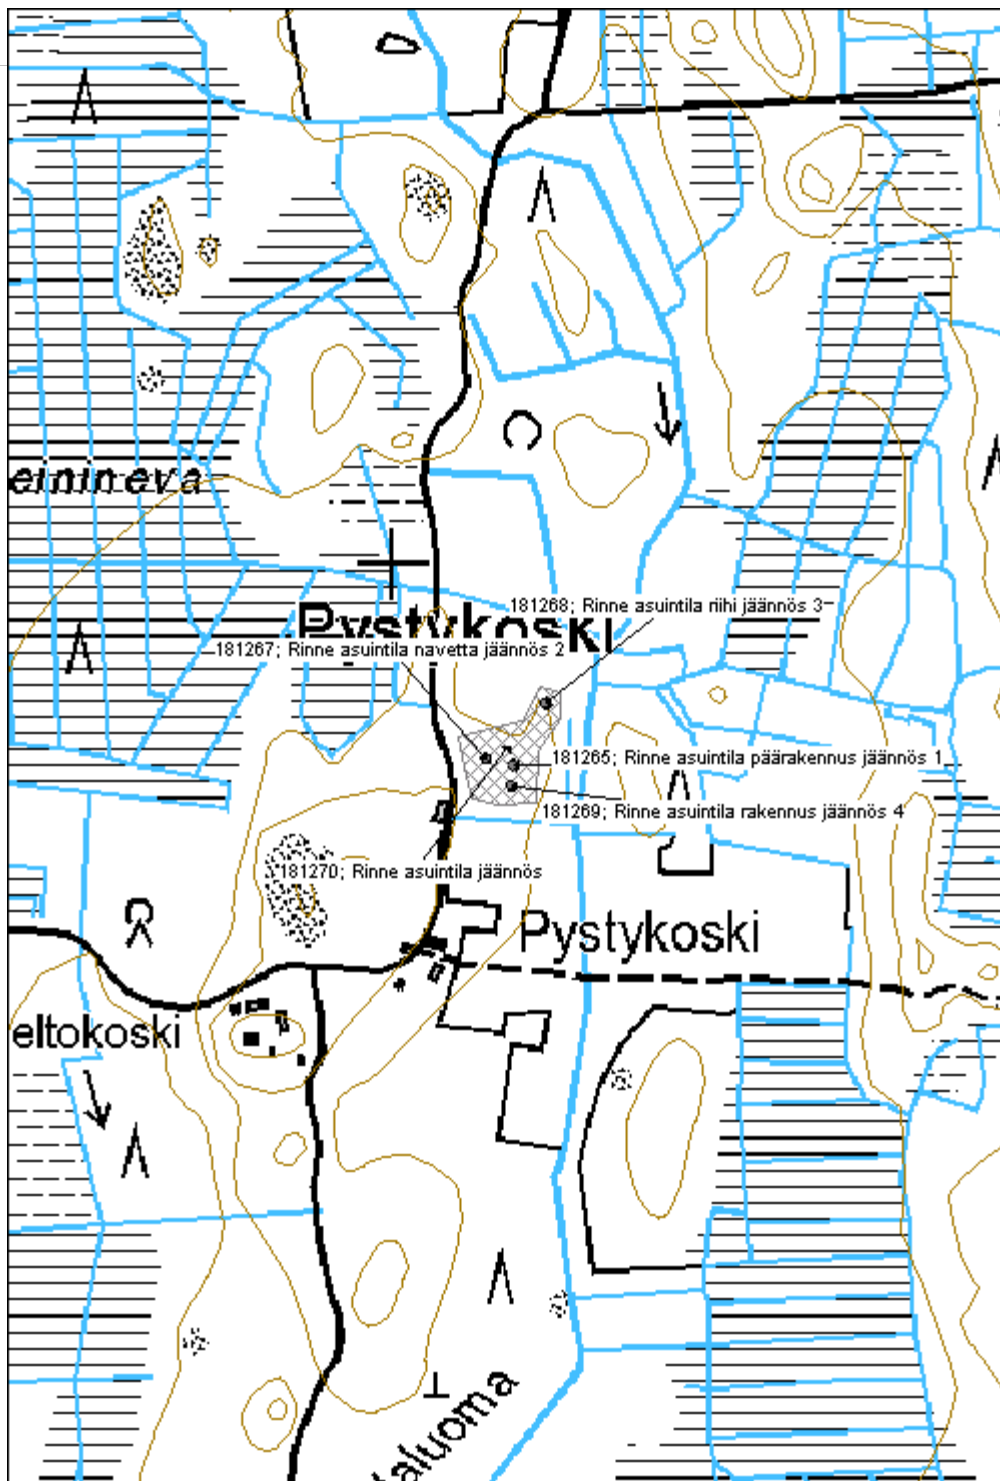 einineva
181268; Rinne asuintila riihi jäännös 3
Pystykoski
181267; Rinne asuintila navetta jäännös 2
181265; Rinne asuintila päärakennus jäännös 1
181269; Rinne asuintila rakennus jäännös 4
181270; Rinne asuintila jäännös
Pystykoski
eltokoski
aluoma